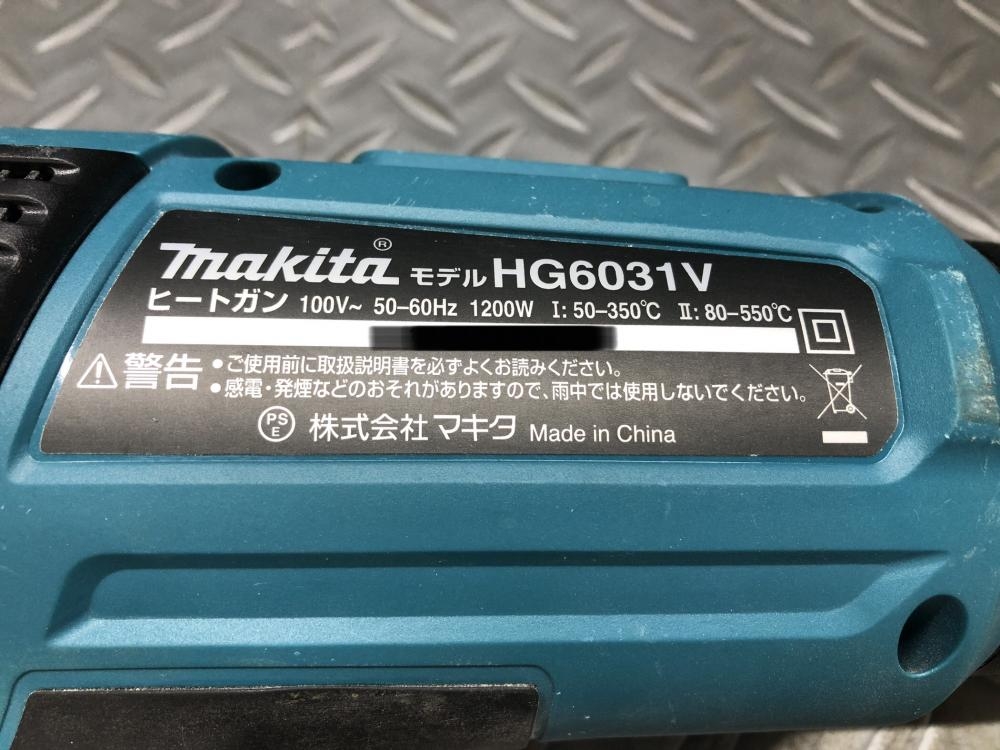 makita® モデル HG6031V
ヒートガン 100V~ 50–60Hz 1200W I: 50–350℃ II: 80–550℃
⚠警告 •ご使用前に取扱説明書を必ずよくお読みください。
•感電・発煙などのおそれがありますので、雨中では使用しないでください。
PSE 株式会社 マキタ Made in China